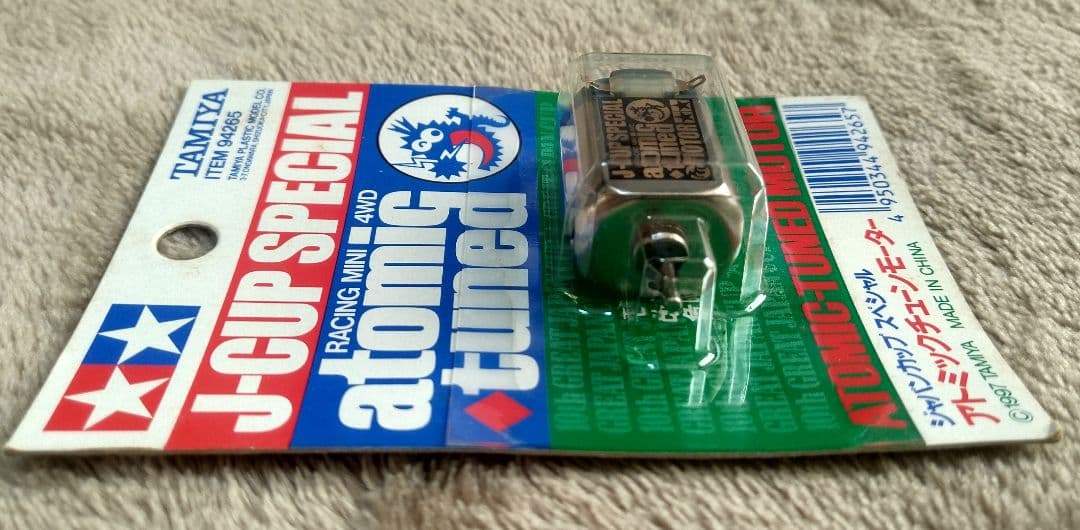 TAMIYA
ITEM 94265
TAMIYA PLASTIC MODEL CO.
J-CUP SPECIAL
RACING MINI 4WD
atomic
tuned
J-CUP SPECIAL
atomic
tuned
MOTOR
ATOMIC-TUNED MOTOR
4 950344 942657
ジャパンカップ スペシャル
アトミックチューンモーター
©1997 TAMIYA MADE IN CHINA